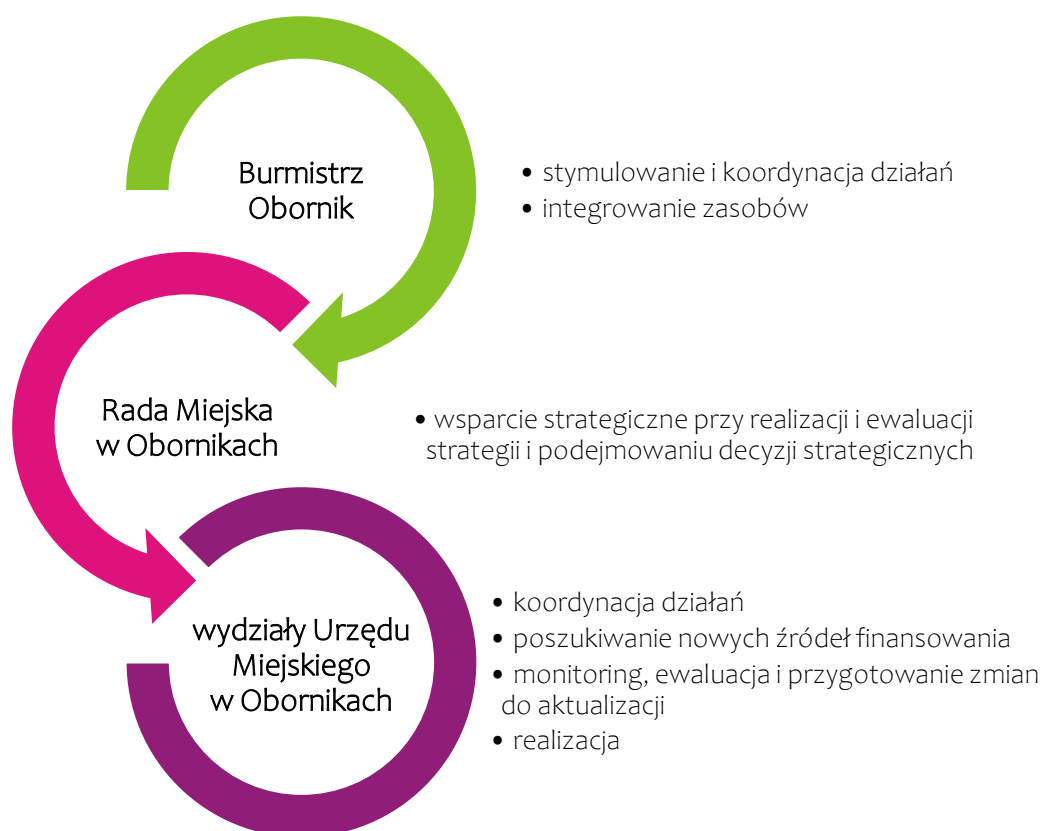 Burmistrz
Obornik
• stymulowanie i koordynacja działań
• integrowanie zasobów
Rada Miejska
w Obornikach
• wsparcie strategiczne przy realizacji i ewaluacji
strategii i podejmowaniu decyzji strategicznych
wydziały Urzędu
Miejskiego
w Obornikach
• koordynacja działań
• poszukiwanie nowych źródeł finansowania
• monitoring, ewaluacja i przygotowanie zmian
do aktualizacji
• realizacja